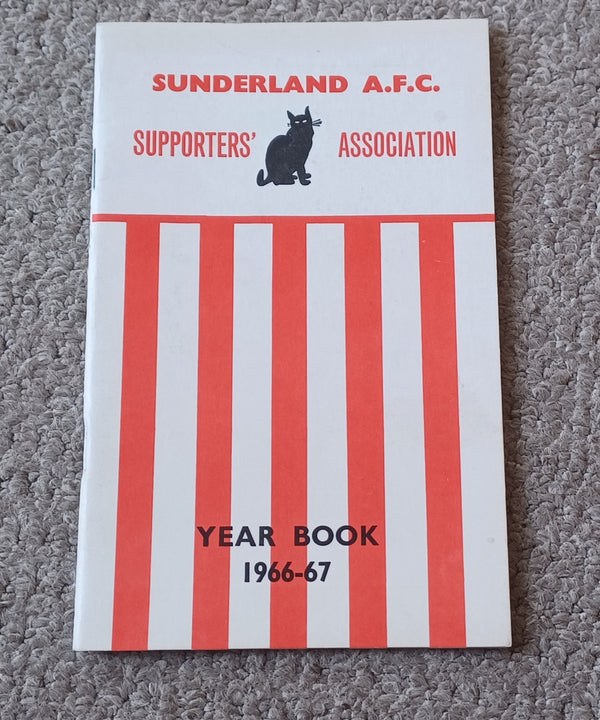 SUNDERLAND A.F.C.
SUPPORTERS' ASSOCIATION
YEAR BOOK
1966-67